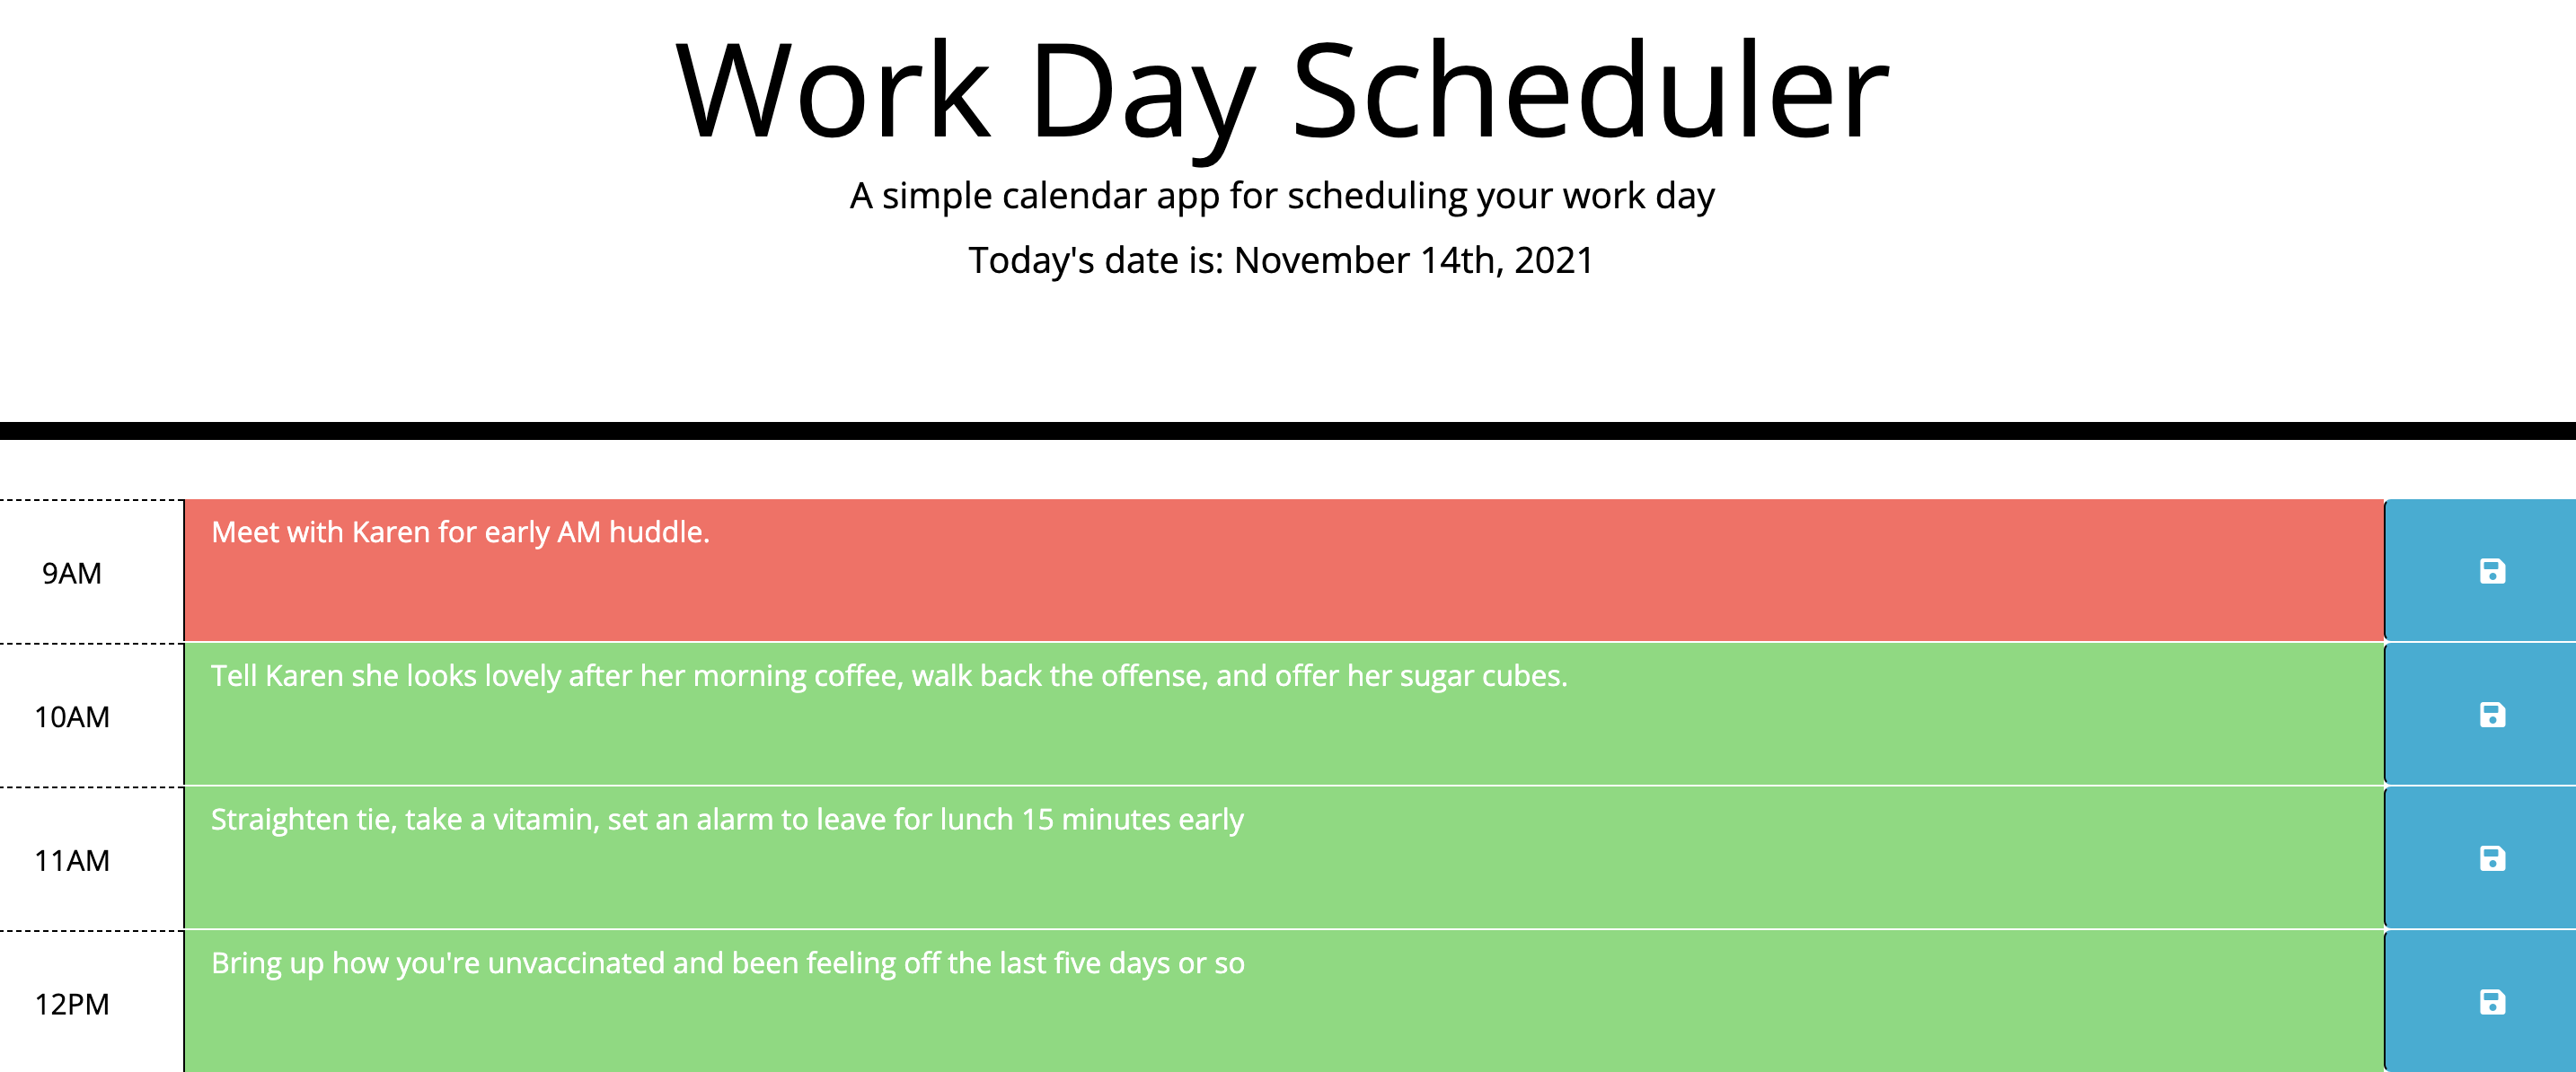 Work Day Scheduler
A simple calendar app for scheduling your work day
Today's date is: November 14th, 2021
9AM
Meet with Karen for early AM huddle.
10AM
Tell Karen she looks lovely after her morning coffee, walk back the offense, and offer her sugar cubes.
11AM
Straighten tie, take a vitamin, set an alarm to leave for lunch 15 minutes early
12PM
Bring up how you're unvaccinated and been feeling off the last five days or so